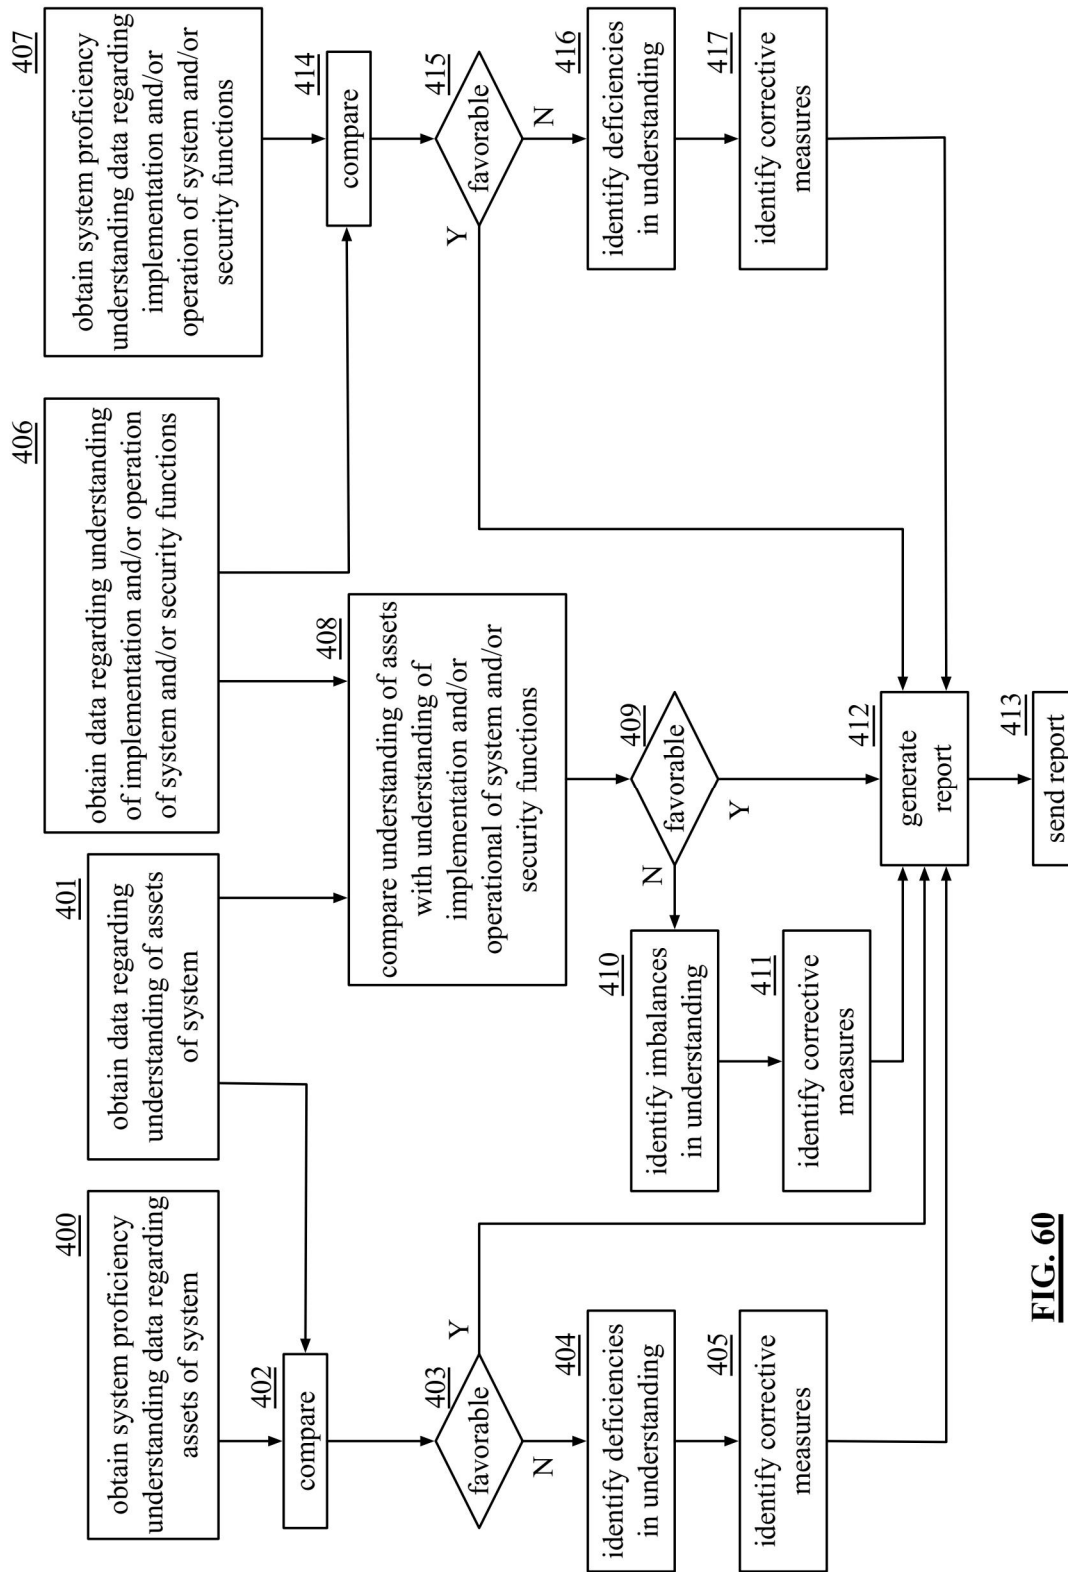 400
obtain system proficiency
understanding data regarding
assets of system
401
obtain data regarding
understanding of assets
of system
406
obtain data regarding understanding
of implementation and/or operation
of system and/or security functions
407
obtain system proficiency
understanding data regarding
implementation and/or
operation of system and/or
security functions
402
compare
403
favorable
Y
N
404
identify deficiencies
in understanding
405
identify corrective
measures
408
compare understanding of assets
with understanding of
implementation and/or
operational of system and/or
security functions
409
favorable
N
Y
410
identify imbalances
in understanding
411
identify corrective
measures
414
compare
415
favorable
Y
N
416
identify deficiencies
in understanding
417
identify corrective
measures
412
generate
report
413
send report
FIG. 60